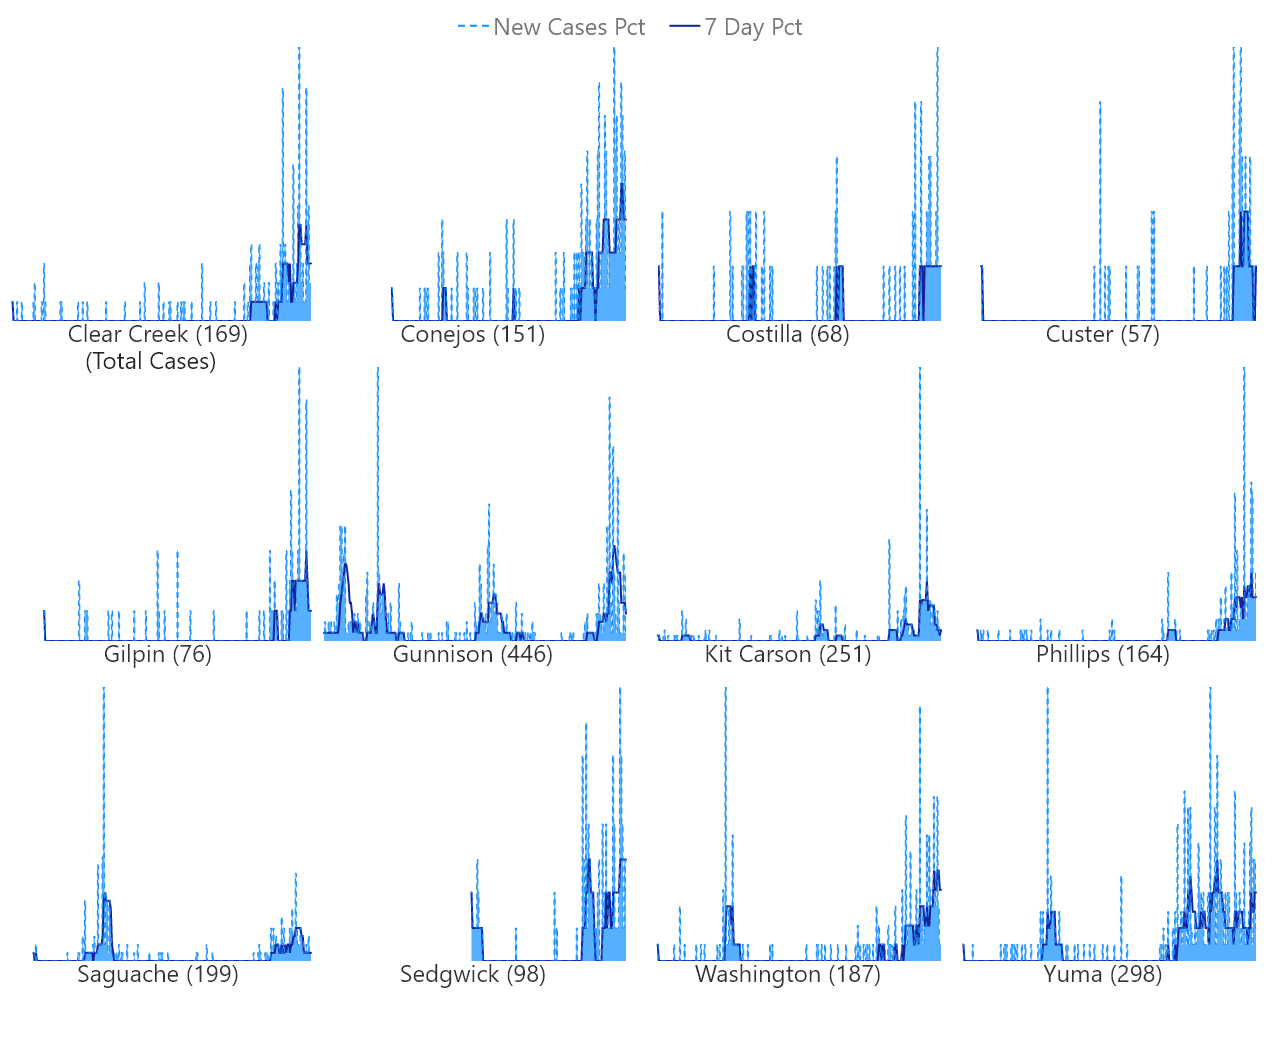 New Cases Pct 7 Day Pct
Clear Creek (169) Conejos (151) Costilla (68) Custer (57)
(Total Cases)
Gilpin (76) Gunnison (446) Kit Carson (251) Phillips (164)
Saguache (199) Sedgwick (98) Washington (187) Yuma (298)